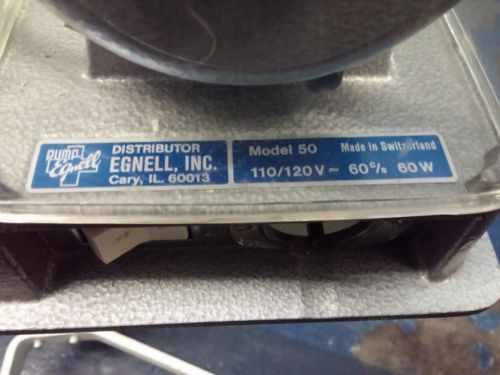 pump
Egnell
DISTRIBUTOR
EGNELL, INC.
Cary, IL. 60013
Model 50 Made in Switzerland
110/120 V ~ 60 c/s 60 W